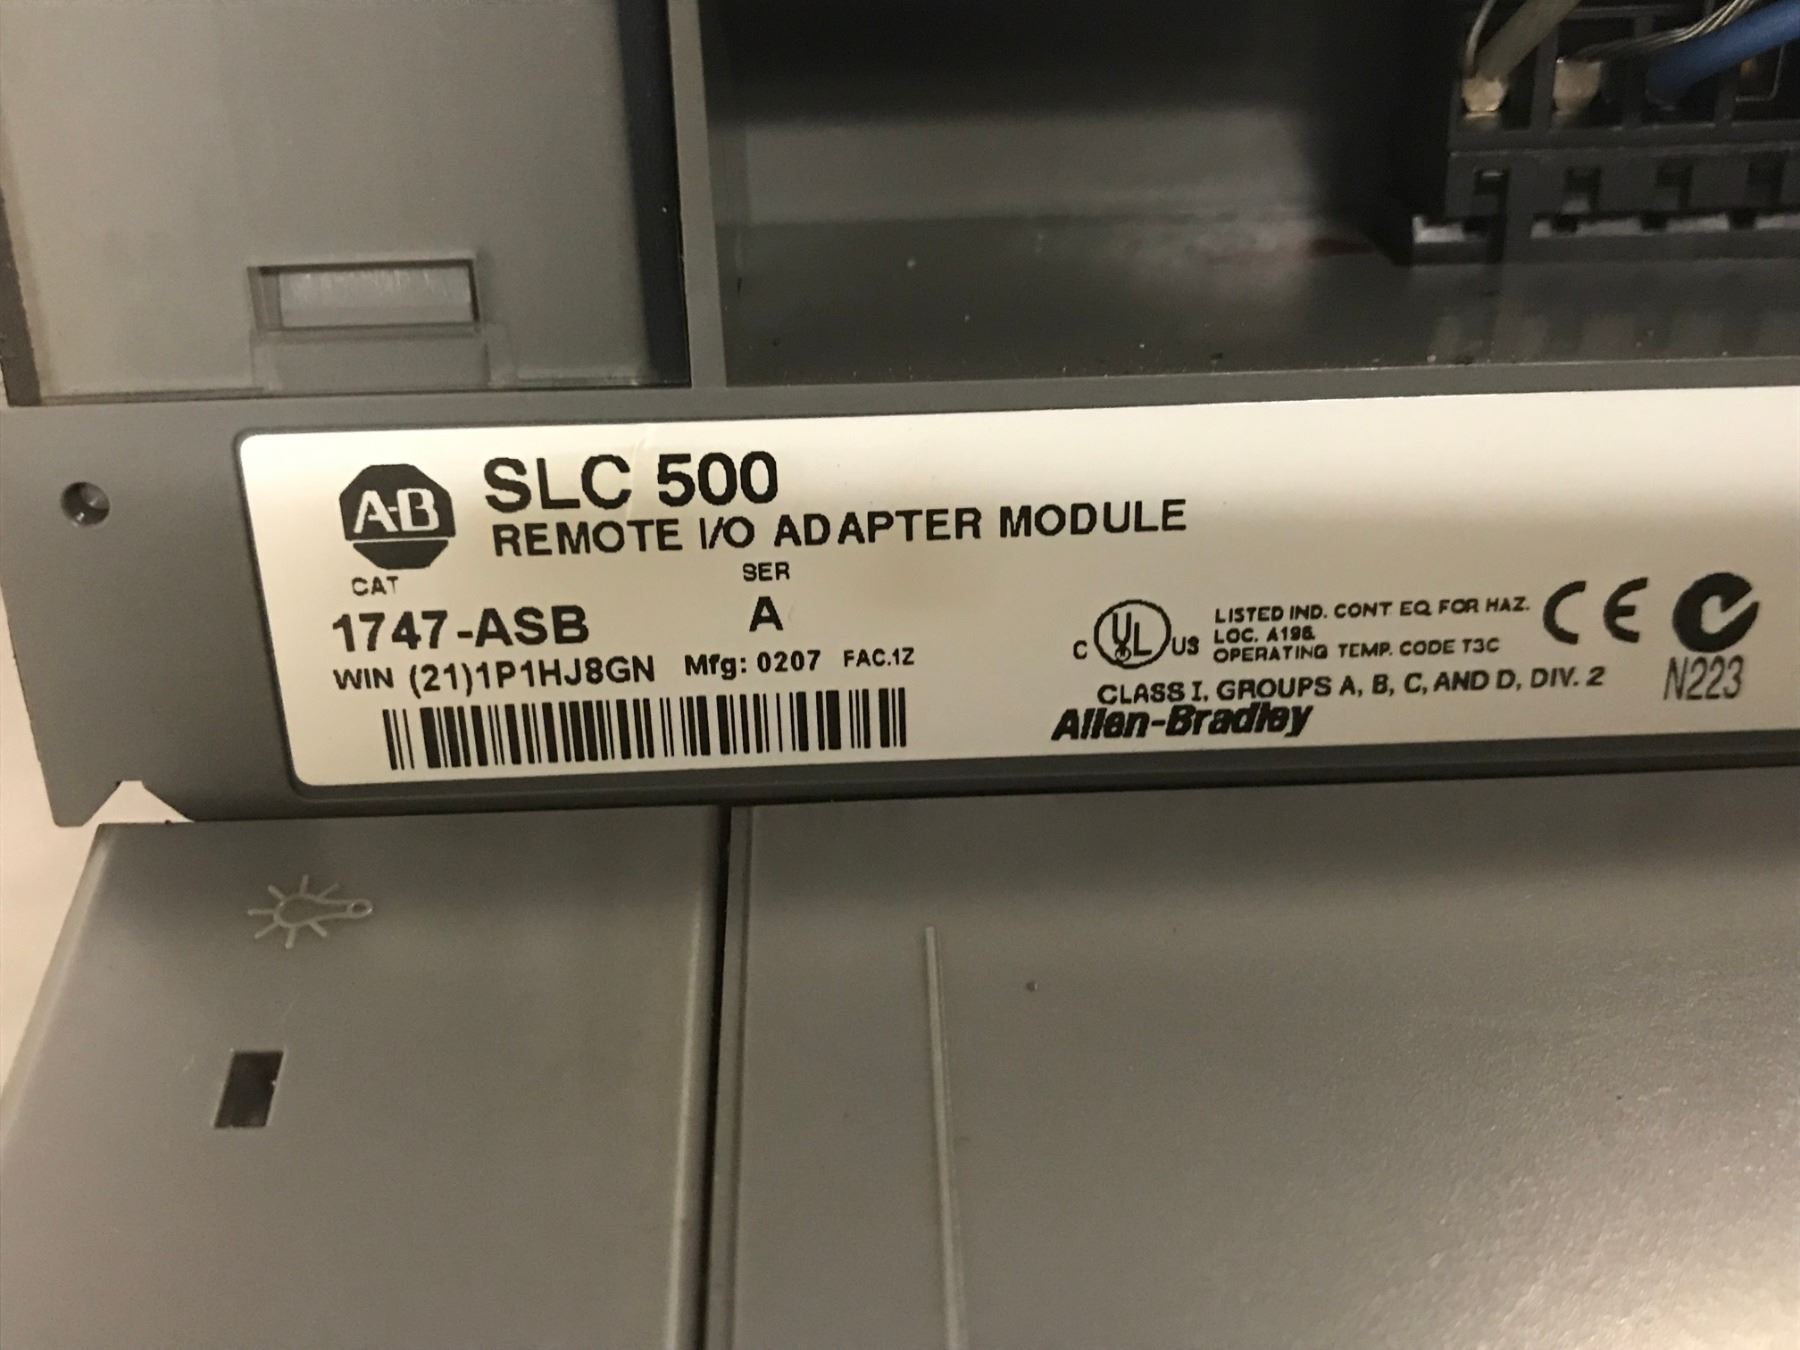 A-B
SLC 500
REMOTE I/O ADAPTER MODULE
CAT
SER
1747-ASB
A
WIN (21)1P1HJ8GN Mfg: 0207 FAC.1Z
C UL US
LISTED IND. CONT EQ FOR HAZ.
LOC. A196
OPERATING TEMP. CODE T3C
CE
N223
CLASS I, GROUPS A, B, C, AND D, DIV. 2
Allen-Bradley